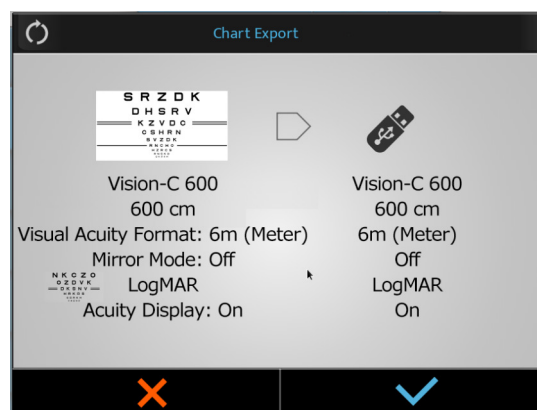 Chart Export
S R Z D K
D H S R V
K Z V D C
C S H R N
S V Z D K
Vision-C 600
600 cm
Visual Acuity Format: 6m (Meter)
Mirror Mode: Off
N K C Z O
O Z D V K
D K S N V
LogMAR
Acuity Display: On
Vision-C 600
600 cm
6m (Meter)
Off
LogMAR
On